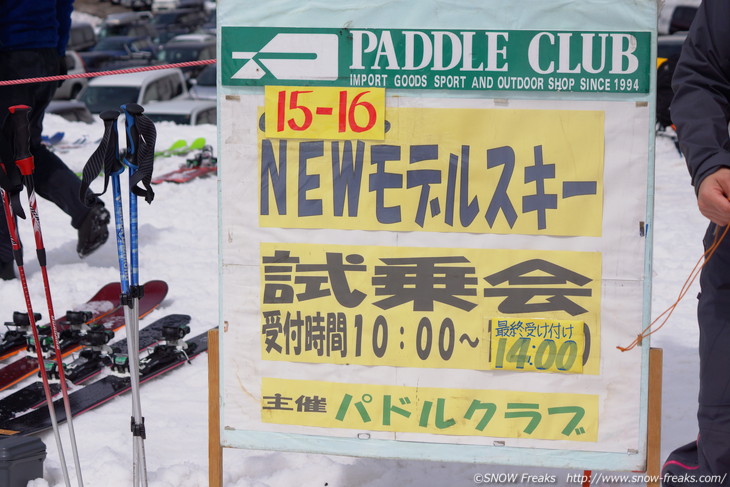 PADDLE CLUB
IMPORT GOODS SPORT AND OUTDOOR SHOP SINCE 1994
15-16
NEWモデルスキー
試乗会
受付時間10:00～
最終受け付け
14:00
主催 パドルクラブ
©SNOW Freaks http://www.snow-freaks.com/